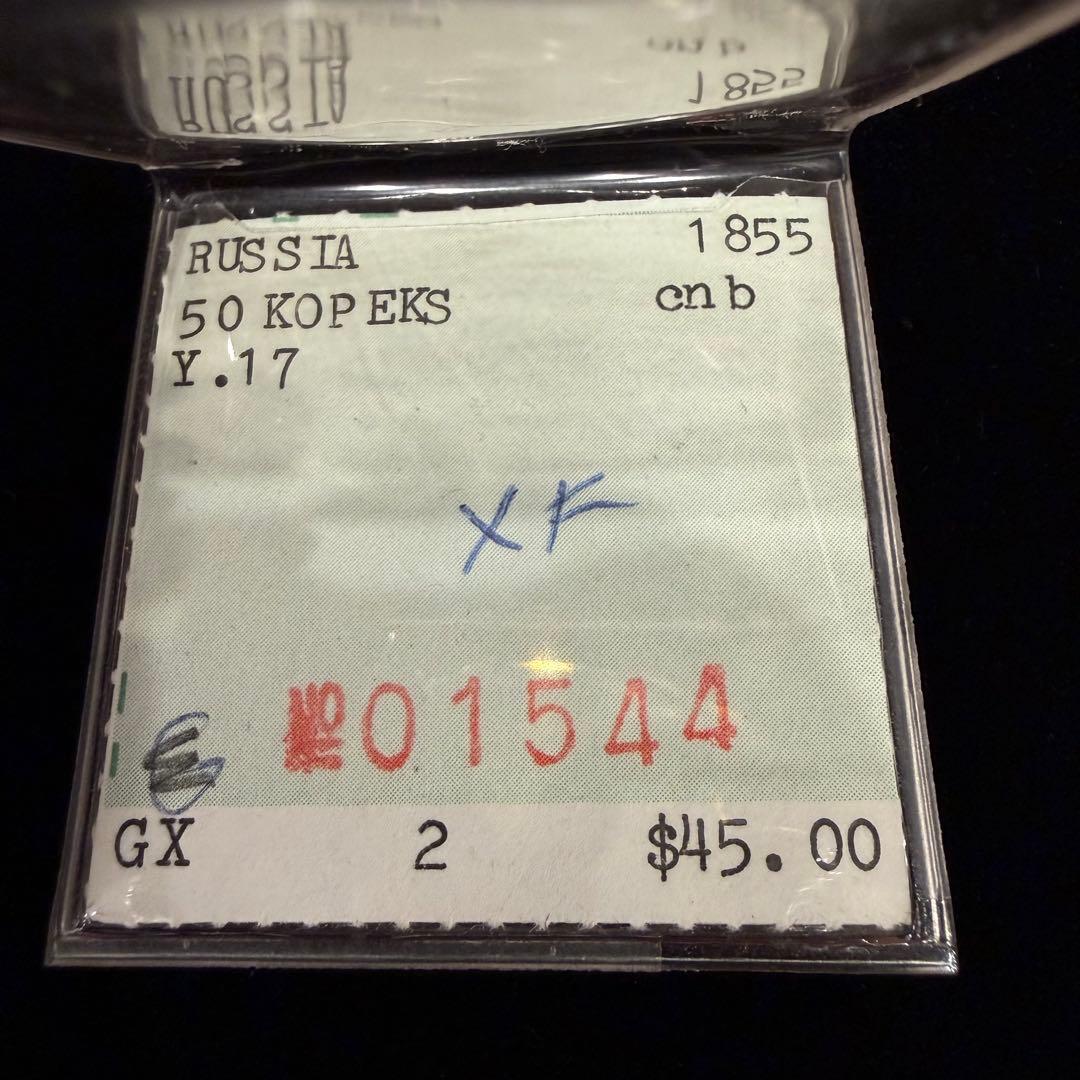 RUSSIA 1855
50 KOPEKS cnb
Y.17
XF
№01544
GX 2 $45.00